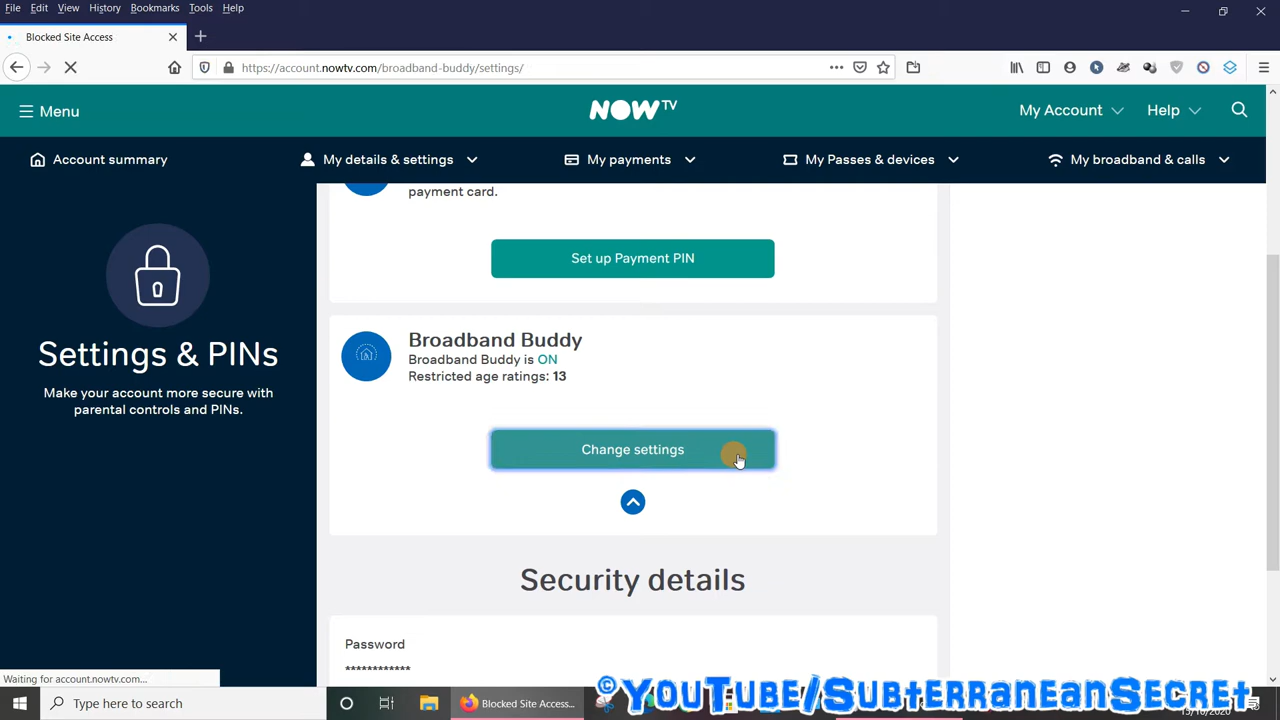 File Edit View History Bookmarks Tools Help
Blocked Site Access
https://account.nowtv.com/broadband-buddy/settings/
Menu
NOW TV
My Account
Help
Account summary
My details & settings
My payments
My Passes & devices
My broadband & calls
payment card.
Set up Payment PIN
Settings & PINs
Make your account more secure with
parental controls and PINs.
Broadband Buddy
Broadband Buddy is ON
Restricted age ratings: 13
Change settings
Security details
Password
************
Waiting for account.nowtv.com...
Type here to search
Blocked Site Access...
©YouTube/SubterraneanSecret